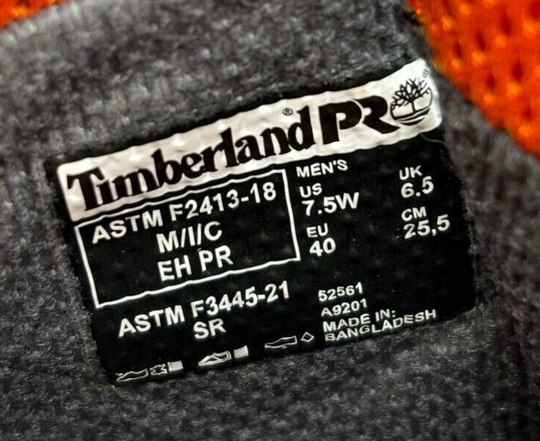 Timberland® PRO
ASTM F2413-18
M/I/C
EH PR
ASTM F3445-21
SR
MEN'S
US
7.5W
UK
6.5
EU
40
CM
25,5
52561
A9201
MADE IN:
BANGLADESH